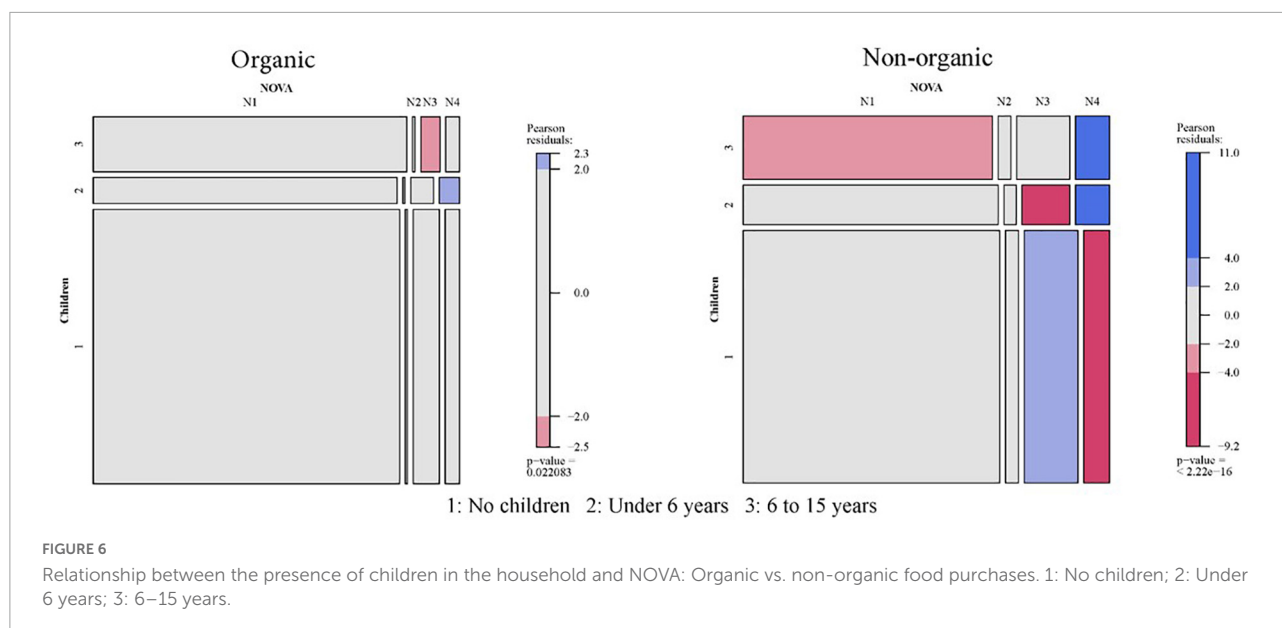 Organic
NOVA
N1 N2 N3 N4
3
2
1
Children
Pearson
residuals:
2.3
2.0
0.0
−2.0
−2.5
p−value =
0.022083
Non-organic
NOVA
N1 N2 N3 N4
3
2
1
Children
Pearson
residuals:
11.0
4.0
2.0
0.0
−2.0
−4.0
−9.2
p−value =
< 2.22e−16
1: No children 2: Under 6 years 3: 6 to 15 years
FIGURE 6
Relationship between the presence of children in the household and NOVA: Organic vs. non-organic food purchases. 1: No children; 2: Under
6 years; 3: 6–15 years.